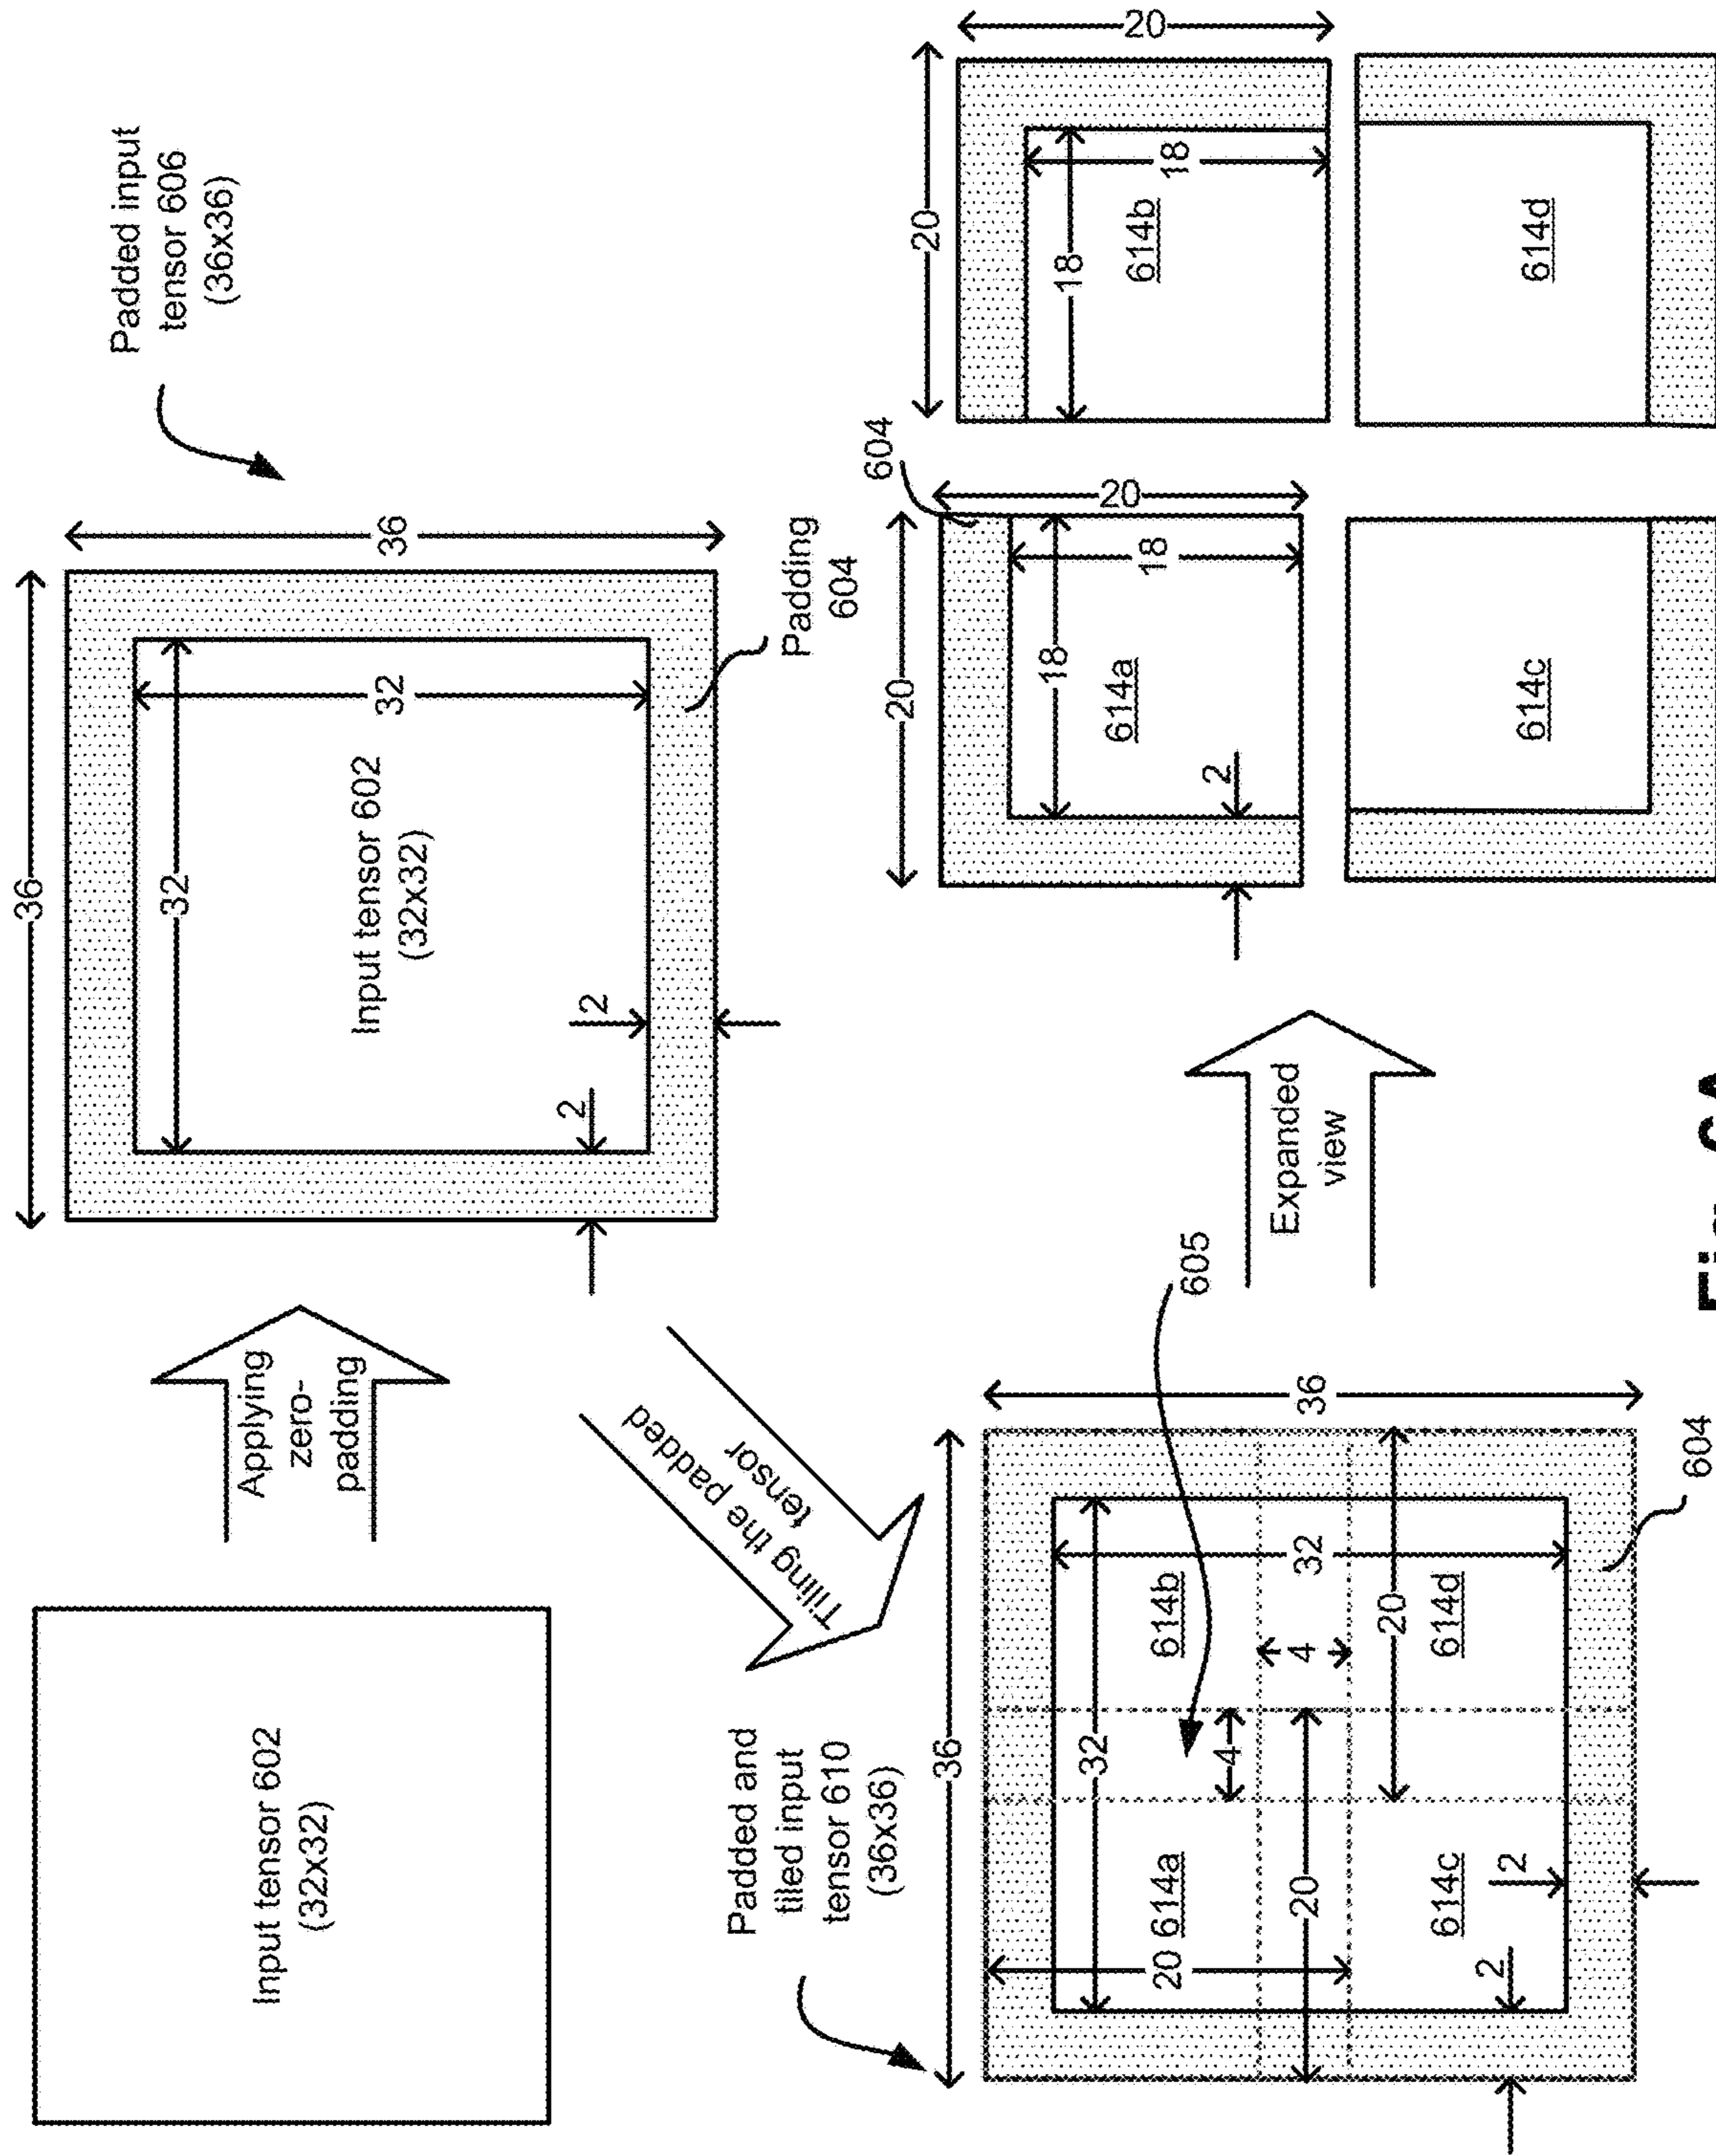 Input tensor 602
(32x32)
Applying
zero-
padding
36
36
32
32
Input tensor 602
(32x32)
2
2
Padding
604
Padded input
tensor 606
(36x36)
Tiling the padded
tensor
Padded and
tiled input
tensor 610
(36x36)
36
36
32
32
20
614a
614b
4
4
605
20
20
614c
614d
2
2
604
Expanded
view
20
20
604
18
18
614a
2
20
20
18
18
614b
614c
614d